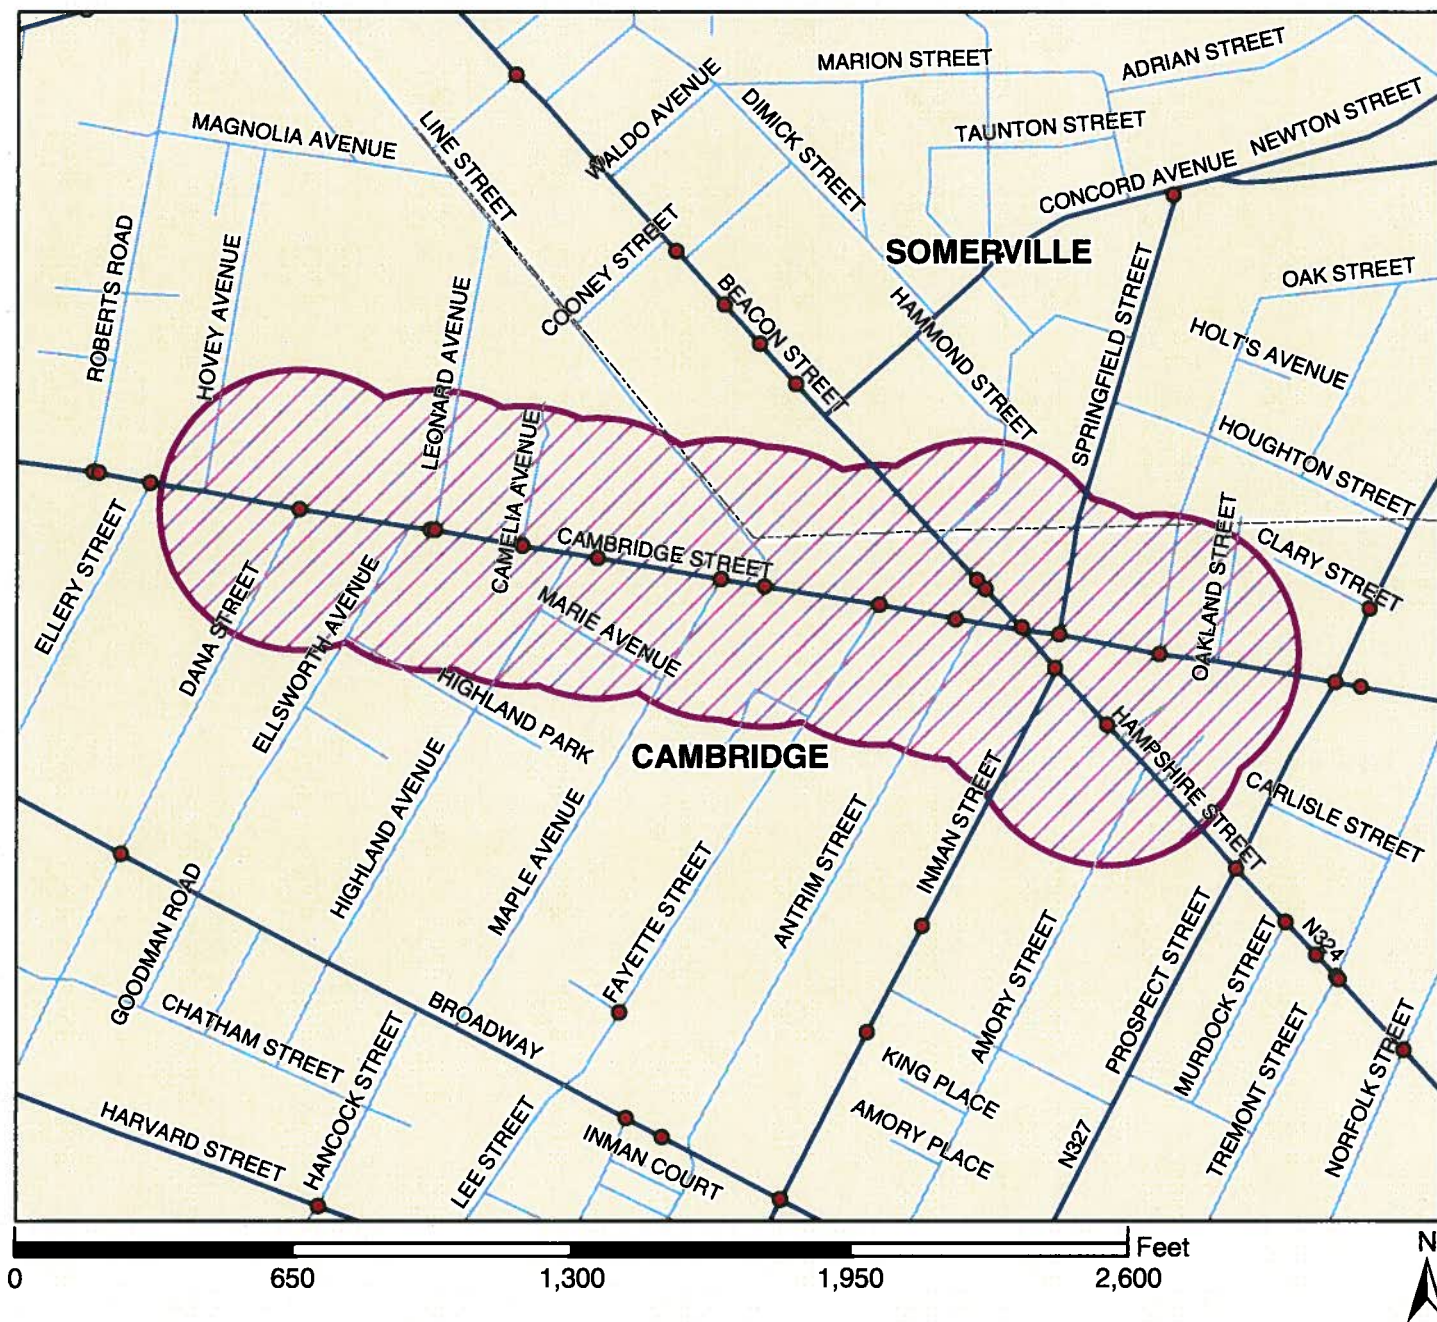 MARION STREET
ADRIAN STREET
WALDO AVENUE
DIMICK STREET
TAUNTON STREET
NEWTON STREET
MAGNOLIA AVENUE
LINE STREET
CONCORD AVENUE
SOMERVILLE
ROBERTS ROAD
HOVEY AVENUE
COONEY STREET
BEACON STREET
HAMMOND STREET
SPRINGFIELD STREET
OAK STREET
LEONARD AVENUE
HOLT'S AVENUE
HOUGHTON STREET
CAMELIA AVENUE
CAMBRIDGE STREET
OAKLAND STREET
CLARY STREET
ELLERY STREET
DANA STREET
ELLSWORTH AVENUE
MARIE AVENUE
HIGHLAND PARK
CAMBRIDGE
HAMPSHIRE STREET
CARLISLE STREET
HIGHLAND AVENUE
MAPLE AVENUE
INMAN STREET
ANTRIM STREET
FAYETTE STREET
GOODMAN ROAD
AMORY STREET
PROSPECT STREET
MURDOCK STREET
N324
CHATHAM STREET
BROADWAY
HANCOCK STREET
KING PLACE
AMORY PLACE
TREMONT STREET
NORFOLK STREET
HARVARD STREET
LEE STREET
INMAN COURT
N327
Feet
N
0 650 1,300 1,950 2,600